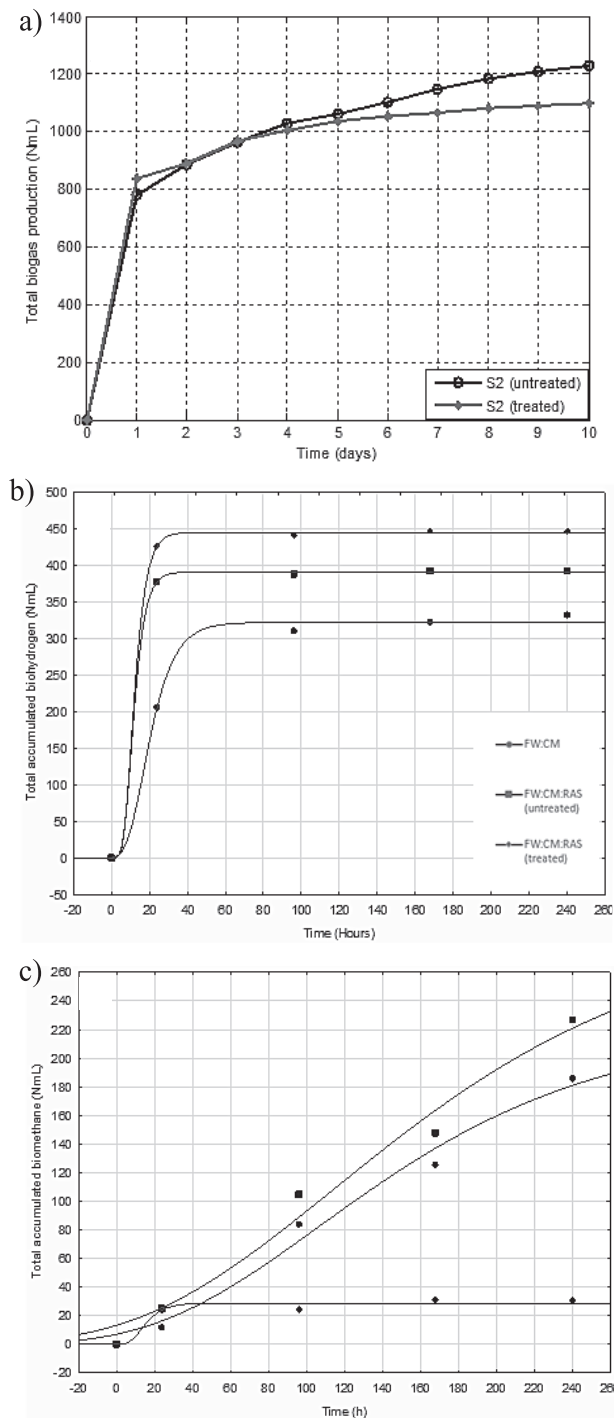 a)
1400
1200
1000
800
600
400
200
0
Total biogas production (NmL)
S2 (untreated)
S2 (treated)
0 1 2 3 4 5 6 7 8 9 10
Time (days)
b)
500
450
400
350
300
250
200
150
100
50
0
-50
Total accumulated biohydrogen (NmL)
FW:CM
FW:CM:RAS
(untreated)
FW:CM:RAS
(treated)
-20 0 20 40 60 80 100 120 140 160 180 200 220 240 260
Time (Hours)
c)
260
240
220
200
180
160
140
120
100
80
60
40
20
0
-20
Total accumulated biomethane (NmL)
-20 0 20 40 60 80 100 120 140 160 180 200 220 240 260
Time (h)